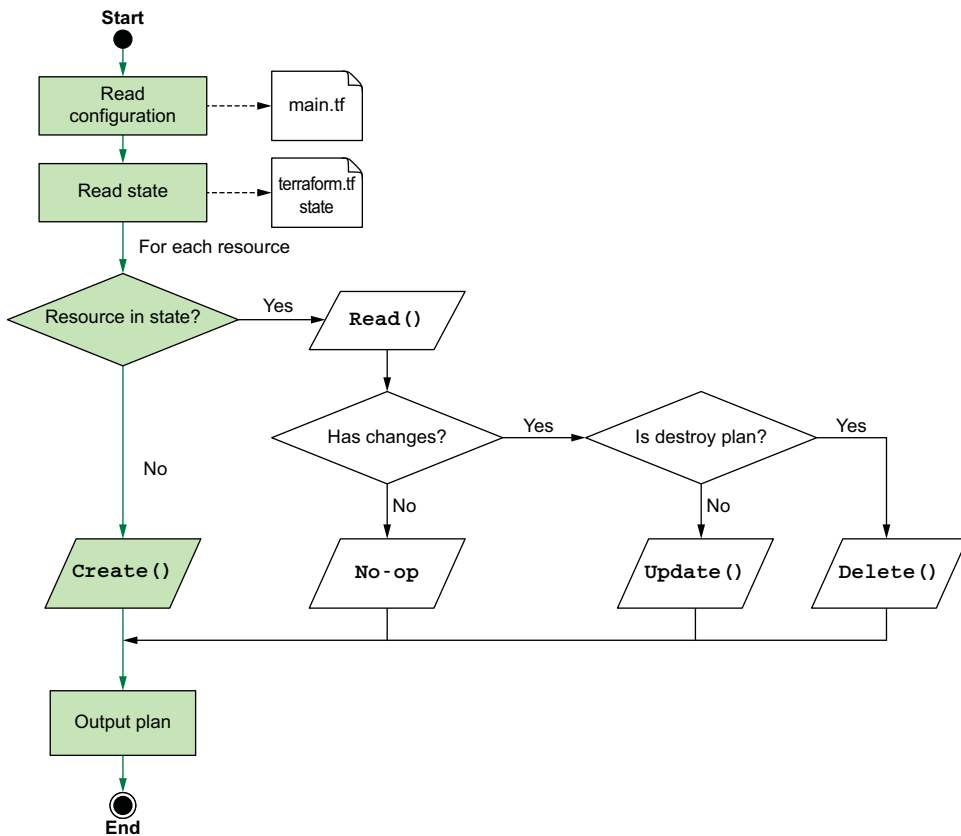 Start
Read
configuration
main.tf
Read state
terraform.tf
state
For each resource
Resource in state?
Yes
Read()
Has changes?
Yes
Is destroy plan?
Yes
No
No
No
Create()
No-op
Update()
Delete()
Output plan
End